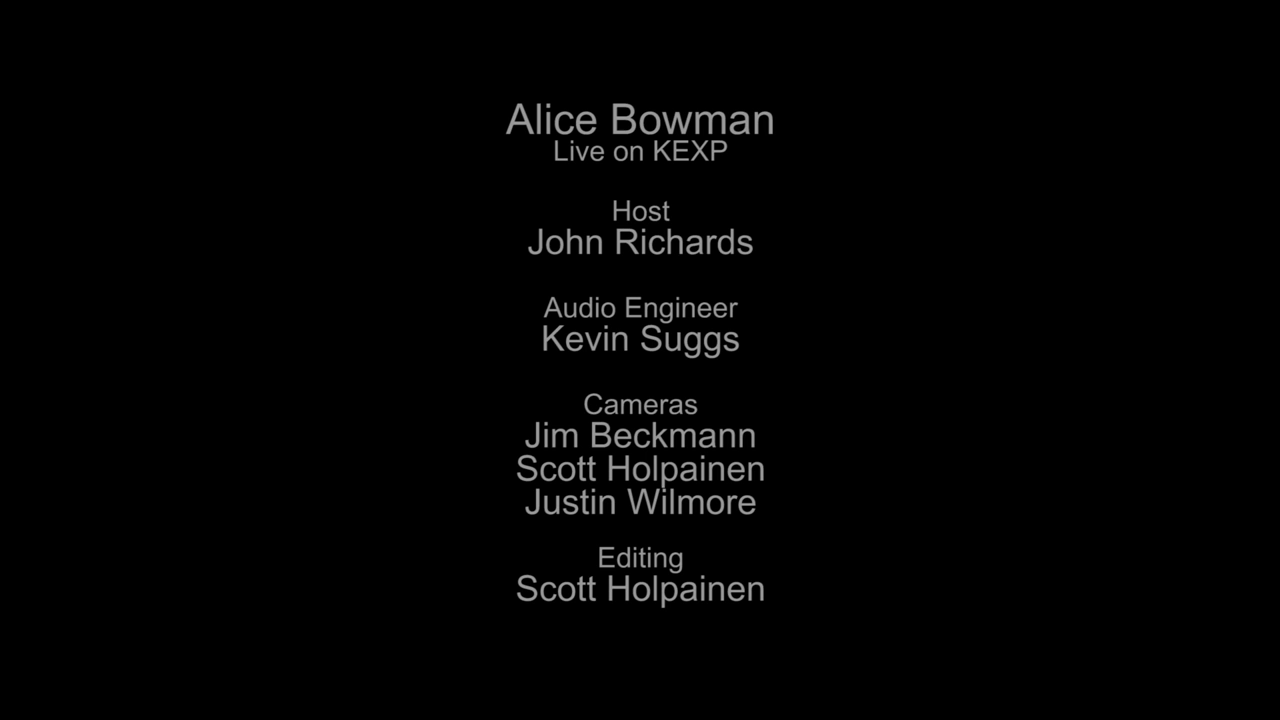 Alice Bowman
Live on KEXP
Host
John Richards
Audio Engineer
Kevin Suggs
Cameras
Jim Beckmann
Scott Holpainen
Justin Wilmore
Editing
Scott Holpainen